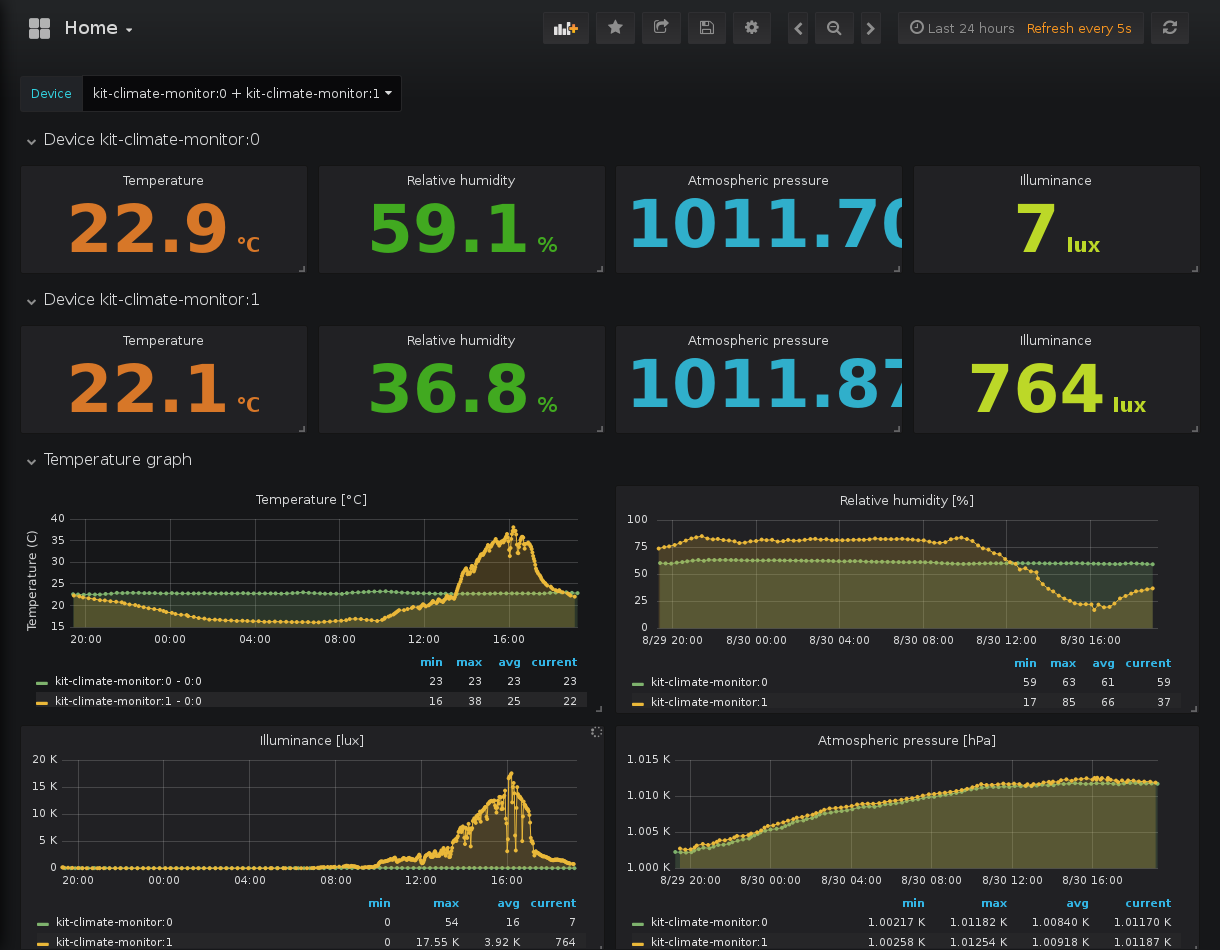 Home
Last 24 hours Refresh every 5s
Device kit-climate-monitor:0 + kit-climate-monitor:1
Device kit-climate-monitor:0
Temperature
22.9 °C
Relative humidity
59.1 %
Atmospheric pressure
1011.70
Illuminance
7 lux
Device kit-climate-monitor:1
Temperature
22.1 °C
Relative humidity
36.8 %
Atmospheric pressure
1011.87
Illuminance
764 lux
Temperature graph
Temperature [°C]
Temperature (C)
40
35
30
25
20
15
20:00 00:00 04:00 08:00 12:00 16:00
min max avg current
kit-climate-monitor:0 - 0:0 23 23 23 23
kit-climate-monitor:1 - 0:0 16 38 25 22
Relative humidity [%]
100
75
50
25
0
8/29 20:00 8/30 00:00 8/30 04:00 8/30 08:00 8/30 12:00 8/30 16:00
min max avg current
kit-climate-monitor:0 59 63 61 59
kit-climate-monitor:1 17 85 66 37
Illuminance [lux]
20 K
15 K
10 K
5 K
0
20:00 00:00 04:00 08:00 12:00 16:00
min max avg current
kit-climate-monitor:0 0 54 16 7
kit-climate-monitor:1 0 17.55 K 3.92 K 764
Atmospheric pressure [hPa]
1.015 K
1.010 K
1.005 K
1.000 K
8/29 20:00 8/30 00:00 8/30 04:00 8/30 08:00 8/30 12:00 8/30 16:00
min max avg current
kit-climate-monitor:0 1.00217 K 1.01182 K 1.00840 K 1.01170 K
kit-climate-monitor:1 1.00258 K 1.01254 K 1.00918 K 1.01187 K